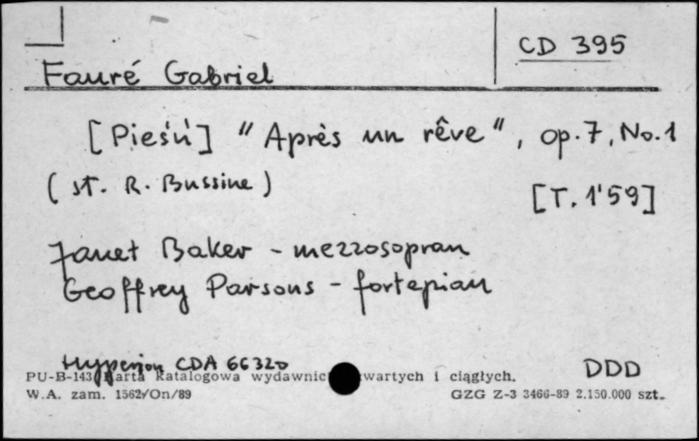 CD 395
Fauré Gabriel
[Pieśń] "Après un rêve", op. 7, No. 1
(sł. R. Bussine)
[T. 1'59]
Janet Baker - mezzosopran
Geoffrey Parsons - fortepian
Hyperion CDA 66320
DDD
PU-B-143 Karta katalogowa wydawnic wartych i ciągłych.
W.A. zam. 1562/On/89
GZG Z-3 3466-89 2.150.000 szt.